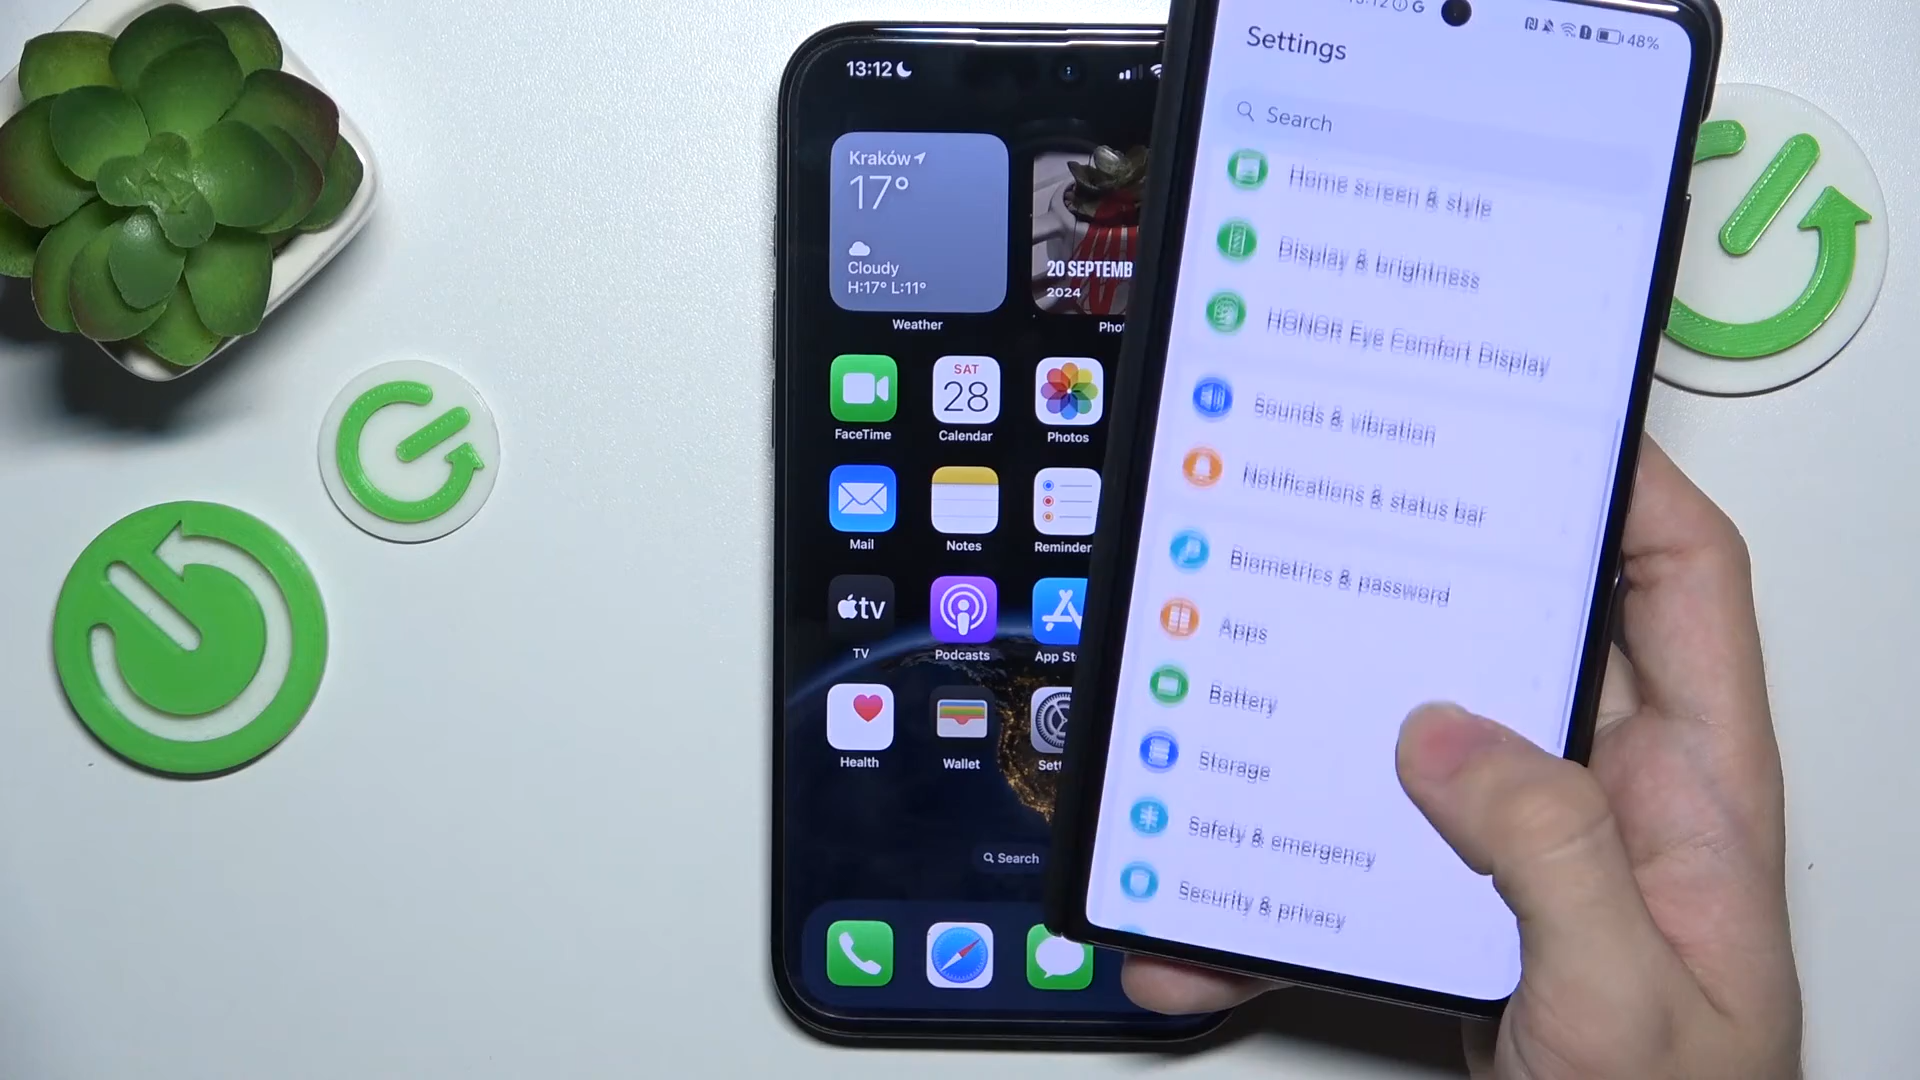 13:12
Kraków
17°
Cloudy
H:17° L:11°
Weather
20 SEPTEMB
2024
Phot
FaceTime
SAT
28
Calendar
Photos
Mail
Notes
Reminder
tv
TV
Podcasts
App St
Health
Wallet
Sett
Search
G
48%
Settings
Search
Home screen & style
Display & brightness
HONOR Eye Comfort Display
Sounds & vibration
Notifications & status bar
Biometrics & password
Apps
Battery
Storage
Safety & emergency
Security & privacy